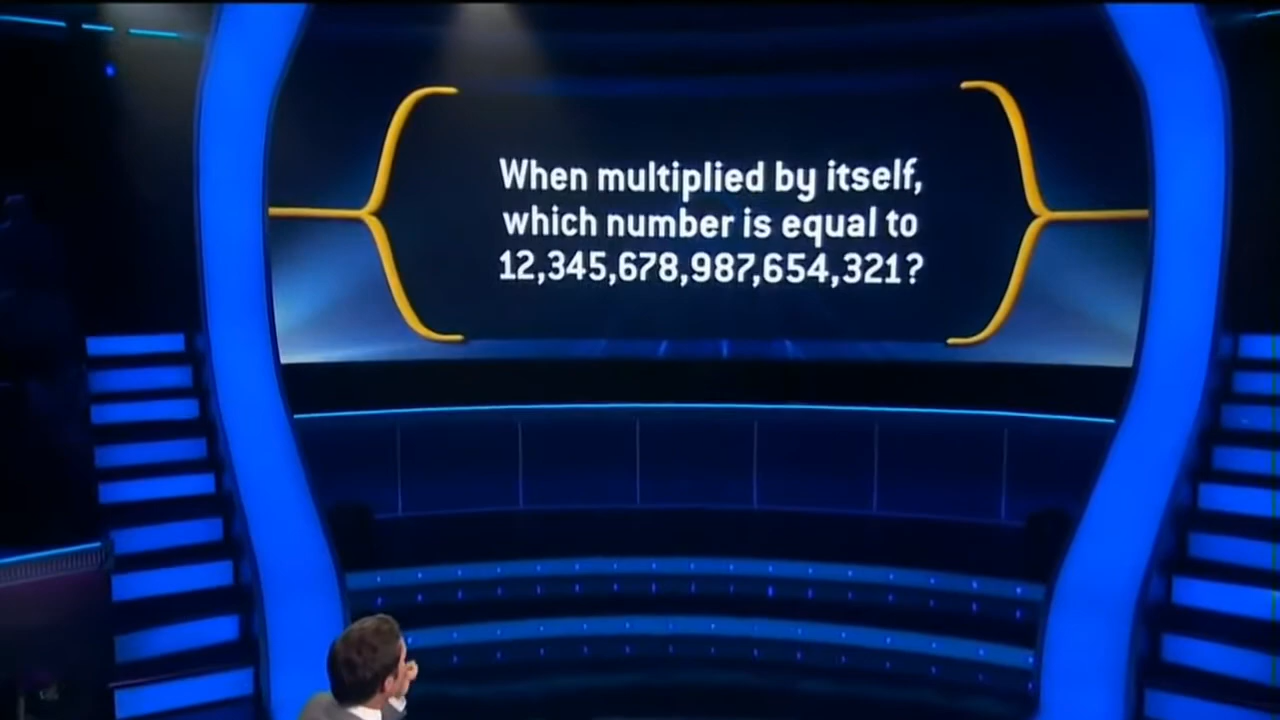 When multiplied by itself,
which number is equal to
12,345,678,987,654,321?